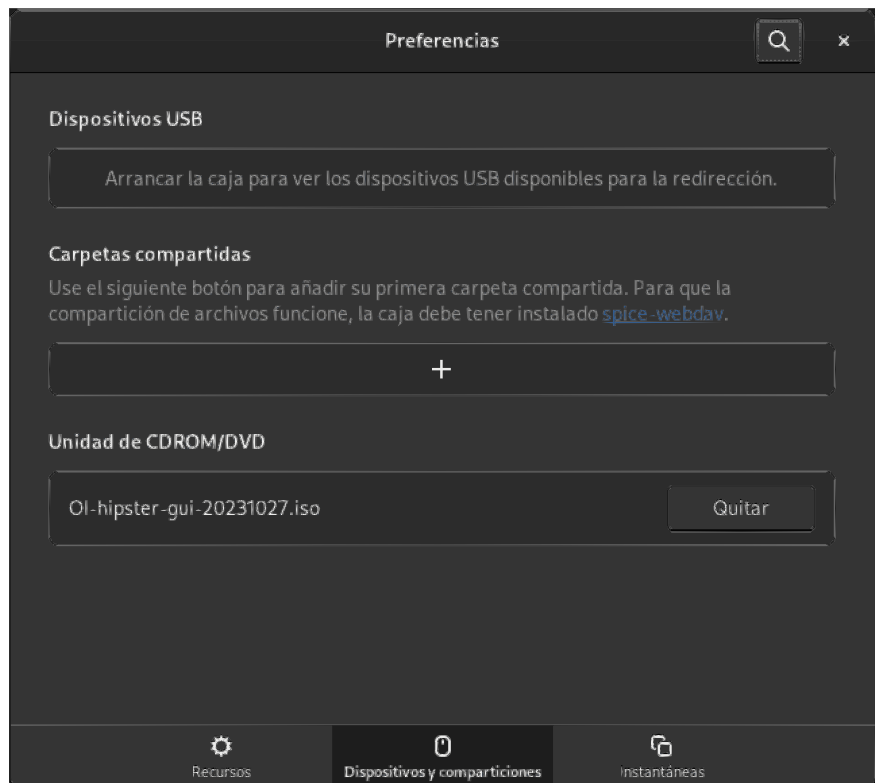 Preferencias
Dispositivos USB
Arrancar la caja para ver los dispositivos USB disponibles para la redirección.
Carpetas compartidas
Use el siguiente botón para añadir su primera carpeta compartida. Para que la
compartición de archivos funcione, la caja debe tener instalado spice-webdav.
Unidad de CDROM/DVD
OI-hipster-gui-20231027.iso
Quitar
Recursos
Dispositivos y comparticiones
Instantáneas